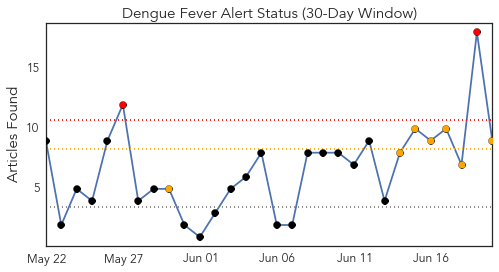 Dengue Fever Alert Status (30-Day Window)
Articles Found
15
10
5
May 22 May 27 Jun 01 Jun 06 Jun 11 Jun 16